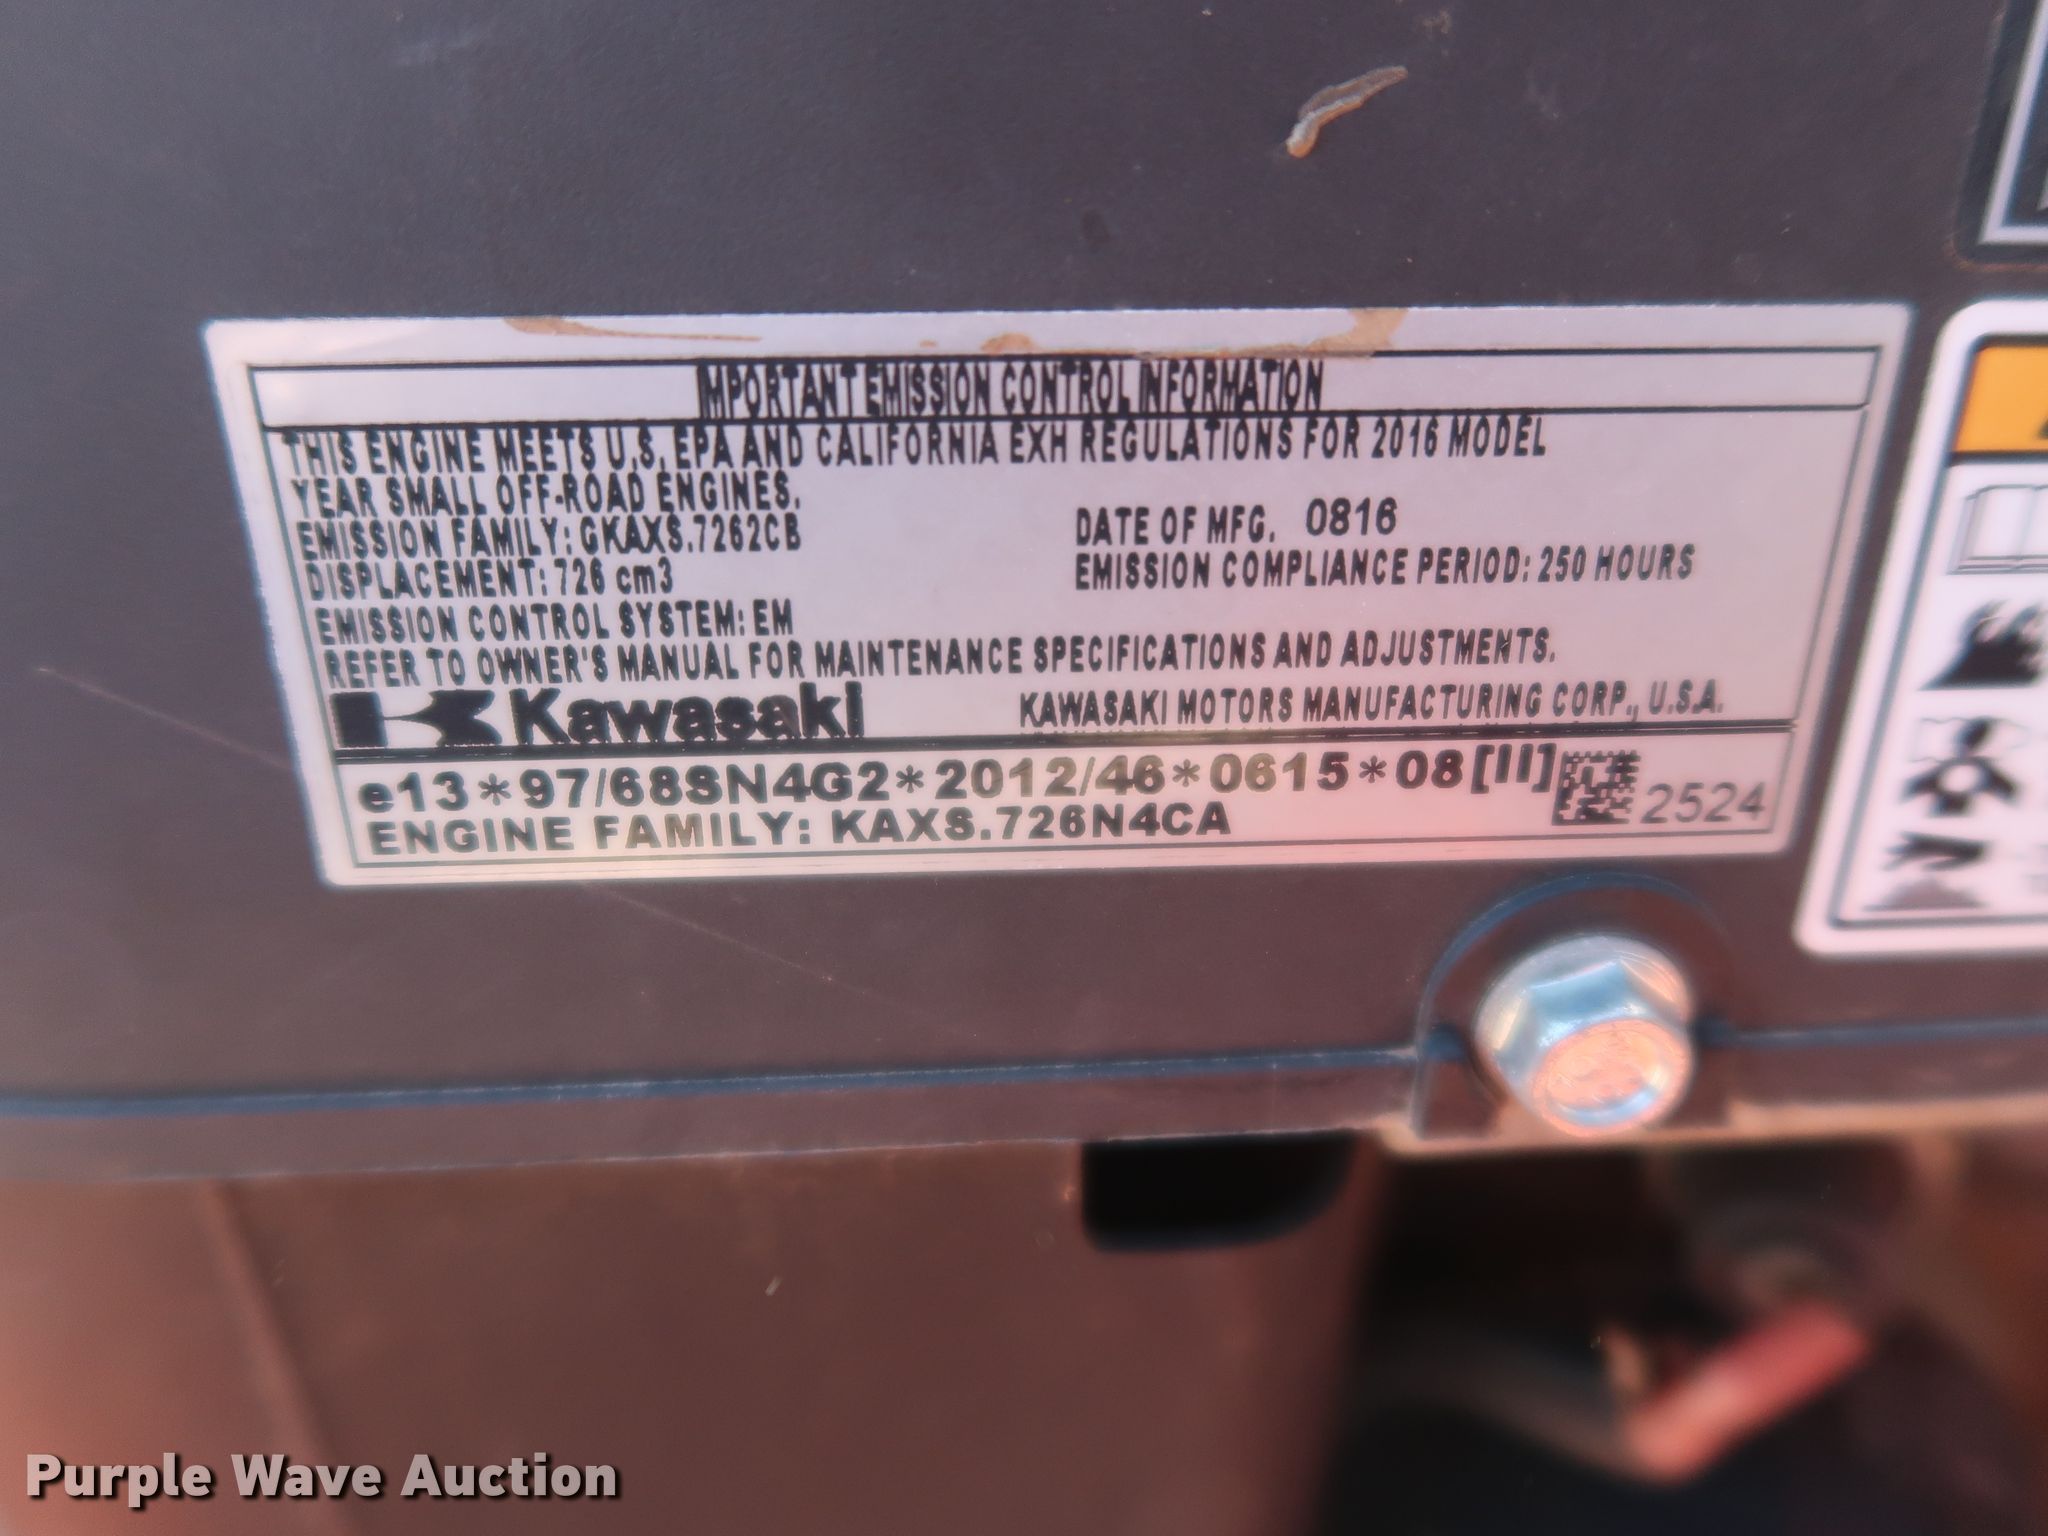 IMPORTANT EMISSION CONTROL INFORMATION
THIS ENGINE MEETS U.S. EPA AND CALIFORNIA EXH REGULATIONS FOR 2016 MODEL
YEAR SMALL OFF-ROAD ENGINES.
EMISSION FAMILY: GKAXS.7262CB
DATE OF MFG. 0816
DISPLACEMENT: 726 cm3
EMISSION COMPLIANCE PERIOD: 250 HOURS
EMISSION CONTROL SYSTEM: EM
REFER TO OWNER'S MANUAL FOR MAINTENANCE SPECIFICATIONS AND ADJUSTMENTS.
Kawasaki
KAWASAKI MOTORS MANUFACTURING CORP., U.S.A.
e13*97/68SN4G2*2012/46*0615*08[II]
2524
ENGINE FAMILY: KAXS.726N4CA
Purple Wave Auction